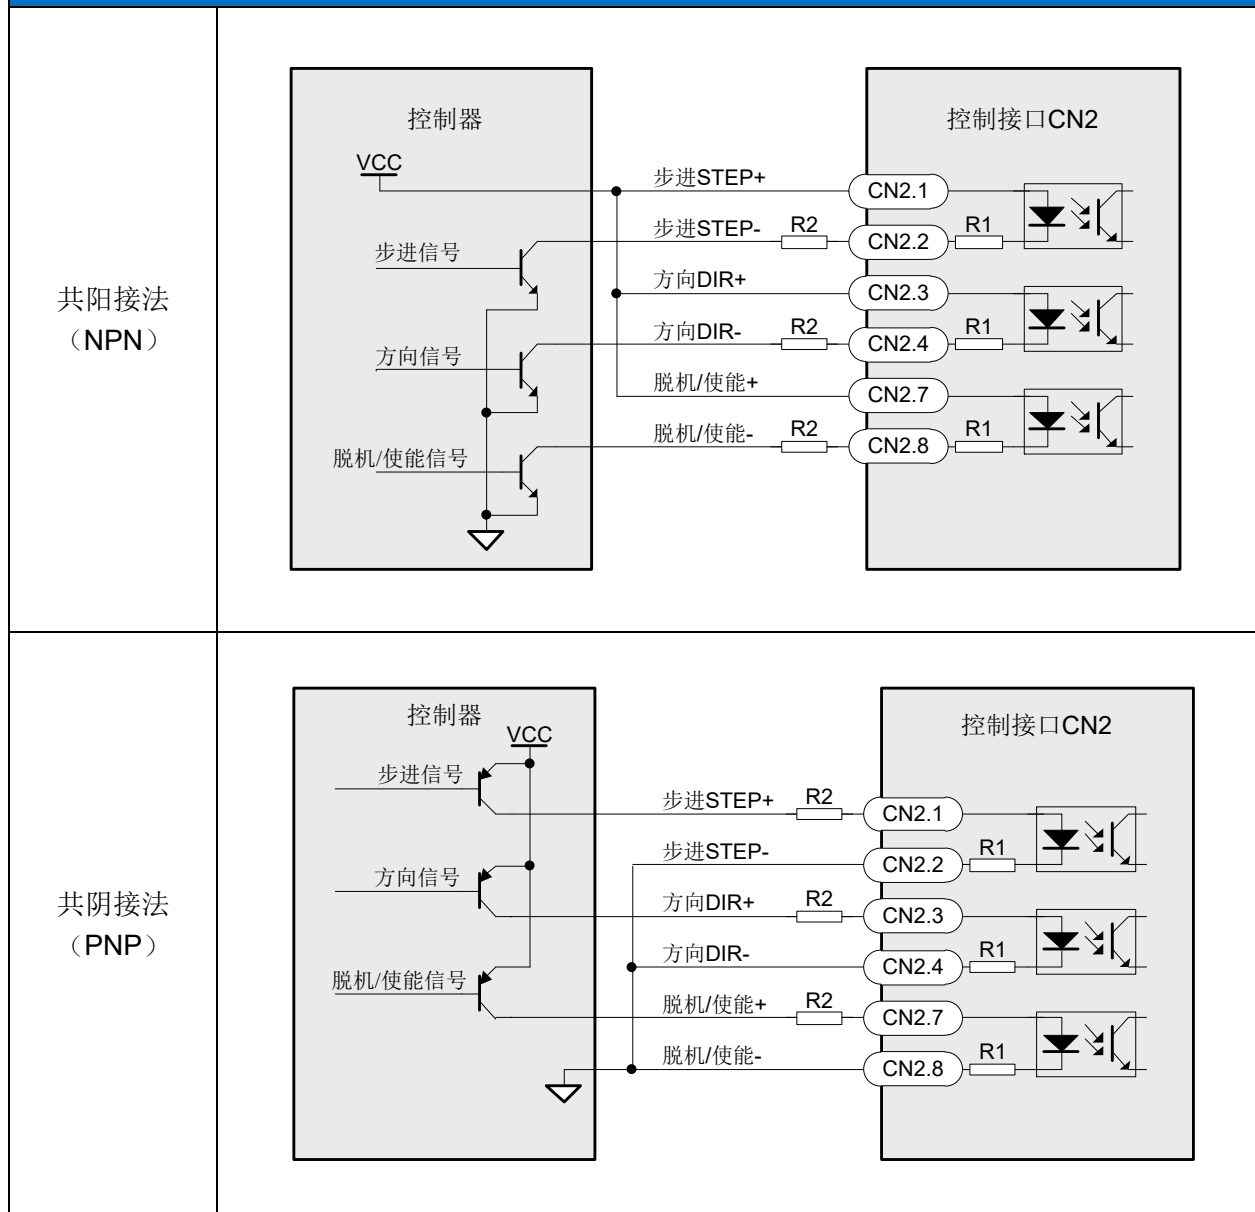 共阳接法
（NPN）
控制器
VCC
步进信号
方向信号
脱机/使能信号
步进STEP+
步进STEP-
R2
方向DIR+
方向DIR-
R2
脱机/使能+
脱机/使能-
R2
控制接口CN2
CN2.1
CN2.2
R1
CN2.3
CN2.4
R1
CN2.7
CN2.8
R1
共阴接法
（PNP）
控制器
VCC
步进信号
方向信号
脱机/使能信号
步进STEP+
R2
步进STEP-
方向DIR+
R2
方向DIR-
脱机/使能+
R2
脱机/使能-
控制接口CN2
CN2.1
CN2.2
R1
CN2.3
CN2.4
R1
CN2.7
CN2.8
R1